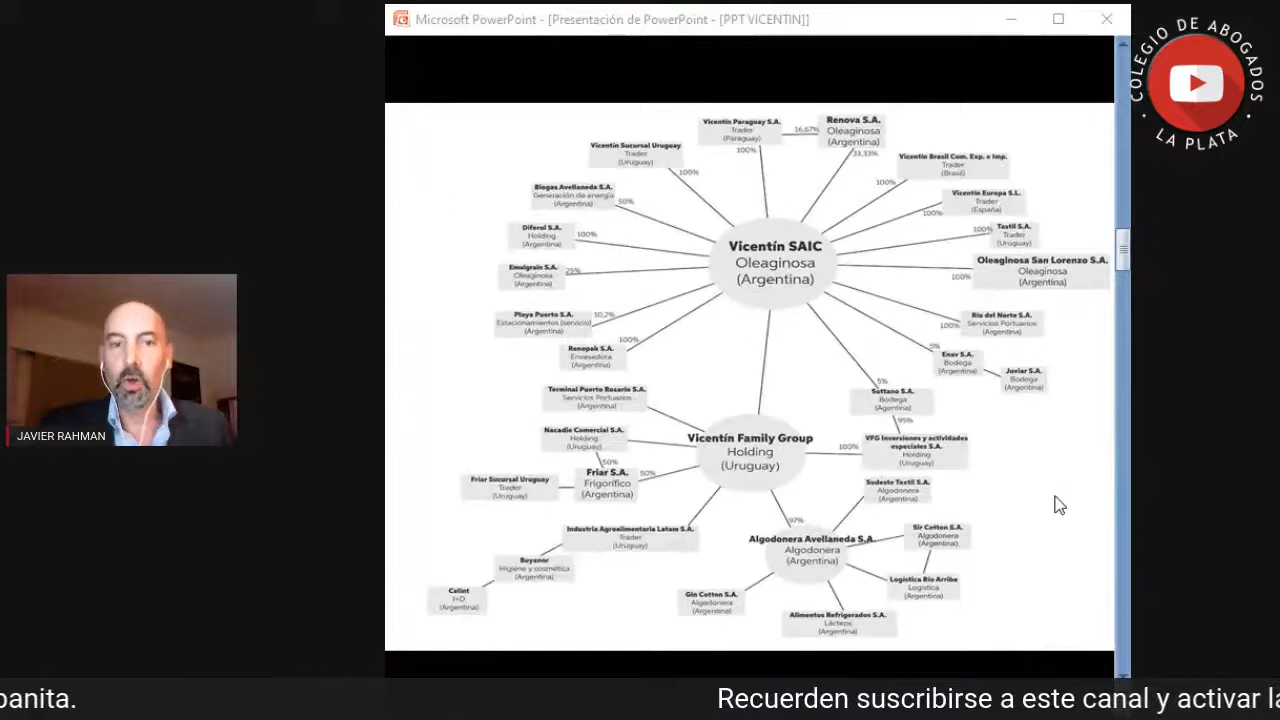 Microsoft PowerPoint - [Presentación de PowerPoint - [PPT VICENTIN]]
COLEGIO DE ABOGADOS
· LA PLATA ·
Vicentín Paraguay S.A.
Trader
(Paraguay)
16,67%
Renova S.A.
Oleaginosa
(Argentina)
100%
33,33%
Vicentín Sucursal Uruguay
Trader
(Uruguay)
100%
Vicentín Brasil Com. Exp. e Imp.
Trader
(Brasil)
100%
Biogas Avellaneda S.A.
Generación de energía
(Argentina)
50%
Vicentín Europa S.L.
Trader
(España)
100%
Diferol S.A.
Holding
(Argentina)
100%
Vicentín SAIC
Oleaginosa
(Argentina)
100%
Textil S.A.
Trader
(Uruguay)
Emulgrain S.A.
Oleaginosa
(Argentina)
25%
Oleaginosa San Lorenzo S.A.
Oleaginosa
(Argentina)
100%
Playa Puerto S.A.
Estacionamientos (servicio)
(Argentina)
10,2%
Río del Norte S.A.
Servicios Portuarios
(Argentina)
100%
Renopak S.A.
Envasadora
(Argentina)
100%
5%
Enav S.A.
Bodega
(Argentina)
Juviar S.A.
Bodega
(Argentina)
Terminal Puerto Rosario S.A.
Servicios Portuarios
(Argentina)
5%
Sottano S.A.
Bodega
(Agentina)
95%
Nacadie Comercial S.A.
Holding
(Uruguay)
50%
Vicentín Family Group
Holding
(Uruguay)
100%
VFG Inversiones y actividades
especiales S.A.
Holding
(Uruguay)
Friar Sucursal Uruguay
Trader
(Uruguay)
Friar S.A.
Frigorífico
(Argentina)
50%
Sudeste Textil S.A.
Algodonera
(Argentina)
97%
Industria Agroalimentaria Latam S.A.
Trader
(Uruguay)
Algodonera Avellaneda S.A.
Algodonera
(Argentina)
Sir Cotton S.A.
Algodonera
(Argentina)
Buyanor
Higiene y cosmética
(Argentina)
Logística Río Arriba
Logística
(Argentina)
Celint
I+D
(Argentina)
Gin Cotton S.A.
Algodonera
(Argentina)
Alimentos Refrigerados S.A.
Lácteos
(Argentina)
JAVIER RAHMAN
panita.
Recuerden suscribirse a este canal y activar la